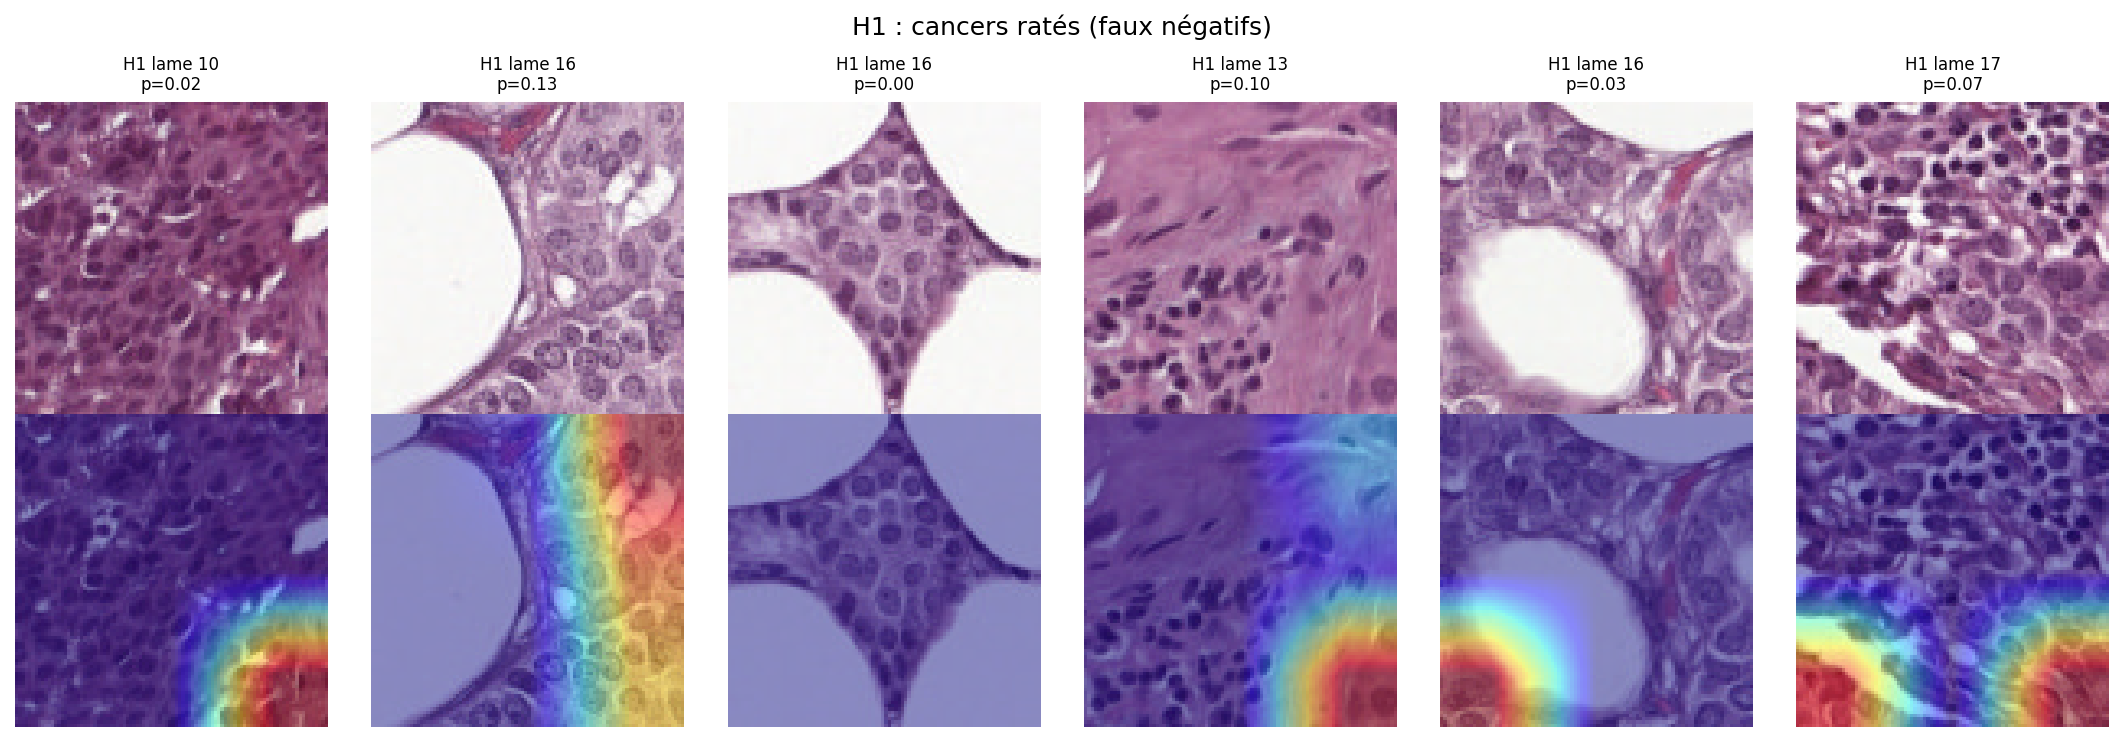 H1 : cancers ratés (faux négatifs)
H1 lame 10
p=0.02
H1 lame 16
p=0.13
H1 lame 16
p=0.00
H1 lame 13
p=0.10
H1 lame 16
p=0.03
H1 lame 17
p=0.07